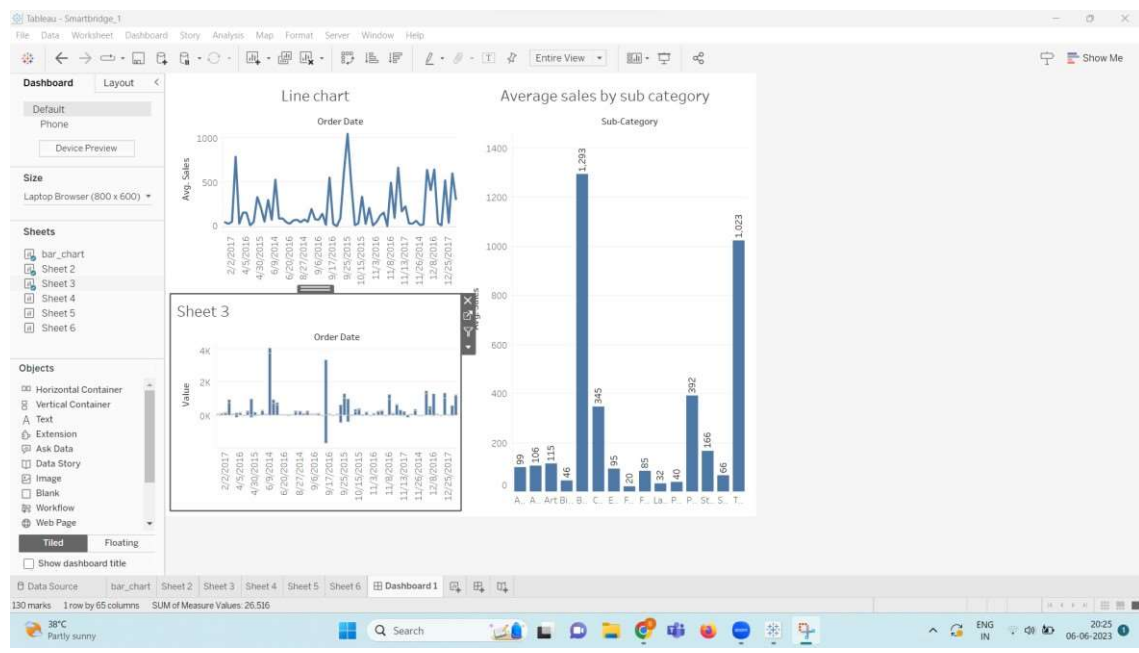 Tableau - Smartbridge_1
File Data Worksheet Dashboard Story Analysis Map Format Server Window Help
Entire View
Show Me
Dashboard Layout
Default
Phone
Device Preview
Size
Laptop Browser (800 x 600)
Sheets
bar_chart
Sheet 2
Sheet 3
Sheet 4
Sheet 5
Sheet 6
Objects
Horizontal Container
Vertical Container
Text
Extension
Ask Data
Data Story
Image
Blank
Workflow
Web Page
Tiled Floating
Show dashboard title
Line chart
Order Date
Avg. Sales
1000
500
0
2/2/2017 4/5/2016 4/30/2015 6/9/2014 6/20/2016 8/27/2014 9/6/2016 9/17/2016 9/25/2015 10/15/2015 11/3/2016 11/8/2016 11/13/2017 11/26/2014 12/8/2016 12/25/2017
Sheet 3
Order Date
Value
4K
2K
0K
2/2/2017 4/5/2016 4/30/2015 6/9/2014 6/20/2016 8/27/2014 9/6/2016 9/17/2016 9/25/2015 10/15/2015 11/3/2016 11/8/2016 11/13/2017 11/26/2014 12/8/2016 12/25/2017
Average sales by sub category
Sub-Category
1400
1200
1000
800
600
400
200
0
99 106 115 46 1,293 345 95 20 85 32 40 392 166 66 1,023
A.. A.. Art Bi.. B.. C.. E.. F.. F.. La.. P.. P.. St.. S.. T..
Data Source bar_chart Sheet 2 Sheet 3 Sheet 4 Sheet 5 Sheet 6 Dashboard 1
130 marks 1 row by 65 columns SUM of Measure Values: 26,516
38°C
Partly sunny
Search
ENG
IN
20:25
06-06-2023